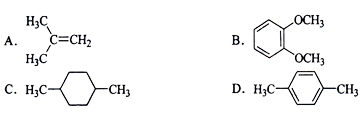 A. H₃C H₃C C=CH₂
B. OCH₃ OCH₃
C. H₃C CH₃
D. H₃C CH₃